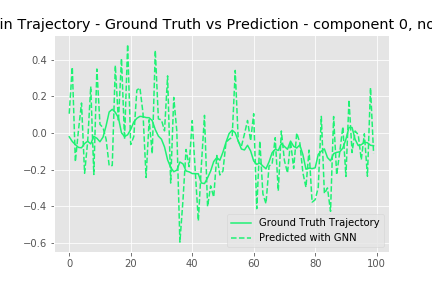 in Trajectory - Ground Truth vs Prediction - component 0, no
0.4
0.2
0.0
−0.2
−0.4
−0.6
0 20 40 60 80 100
Ground Truth Trajectory
Predicted with GNN